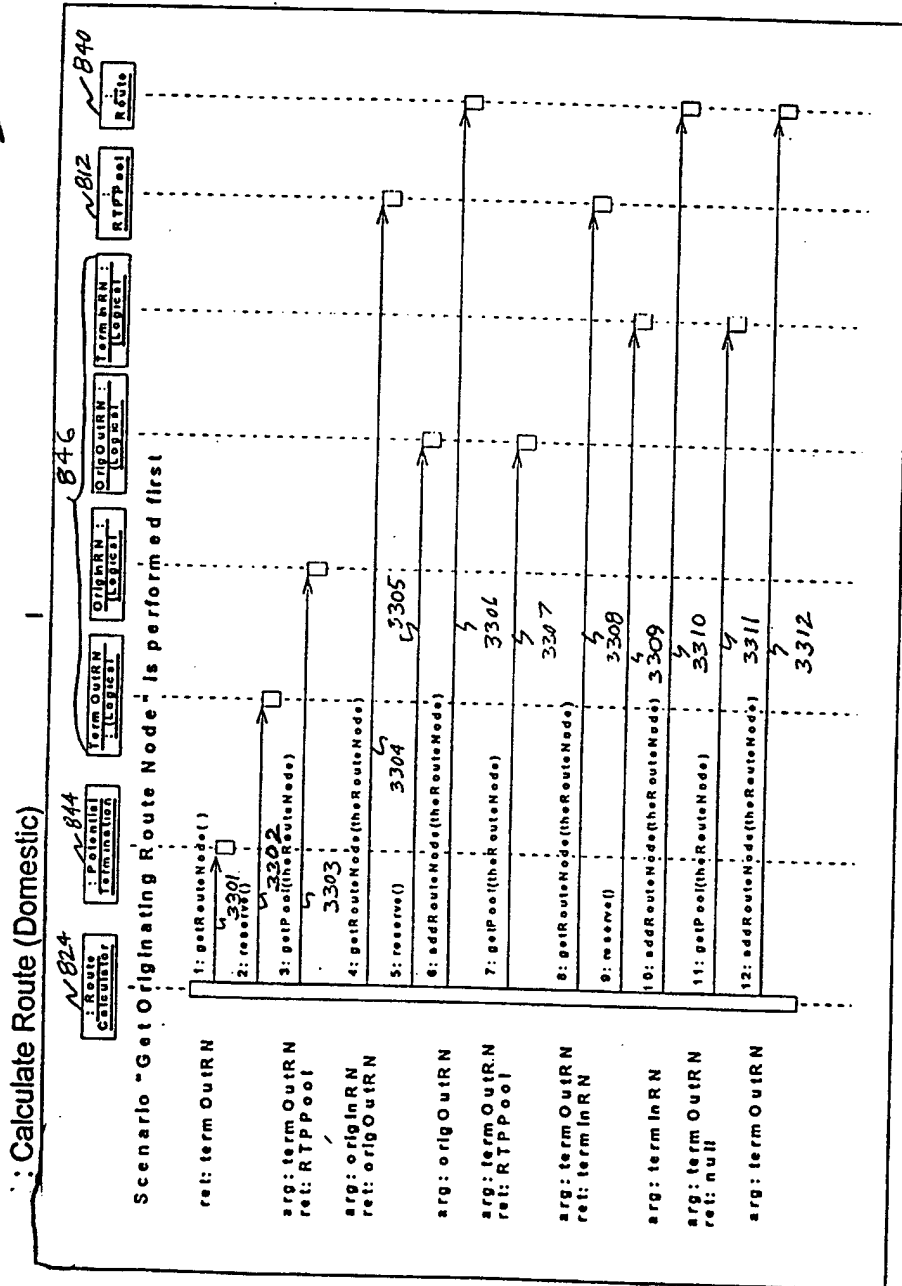 : Calculate Route (Domestic)
824
844
846
812
840
: Route
Calculator
: Potential
Termination
Term OutRN
: (Logical)
OrigInRN :
(Logical)
OrigOutRN :
(Logical)
TermInRN :
(Logical)
:
RTPPool
:
Route
Scenario "GetOriginating Route Node" is performed first
ret: termOutRN
1: getRouteNode()
3301
2: reserve()
3302
arg: termOutRN
ret: RTPPool
3: getPool(theRouteNode)
3303
arg: origInRN
ret: origOutRN
4: getRouteNode(theRouteNode)
3304
5: reserve()
3305
arg: origOutRN
6: addRouteNode(theRouteNode)
3306
arg: termOutRN
ret: RTPPool
7: getPool(theRouteNode)
3307
arg: termOutRN
ret: termInRN
8: getRouteNode(theRouteNode)
3308
9: reserve()
3309
arg: termInRN
10: addRouteNode(theRouteNode)
3310
arg: termOutRN
ret: null
11: getPool(theRouteNode)
3311
arg: termOutRN
12: addRouteNode(theRouteNode)
3312